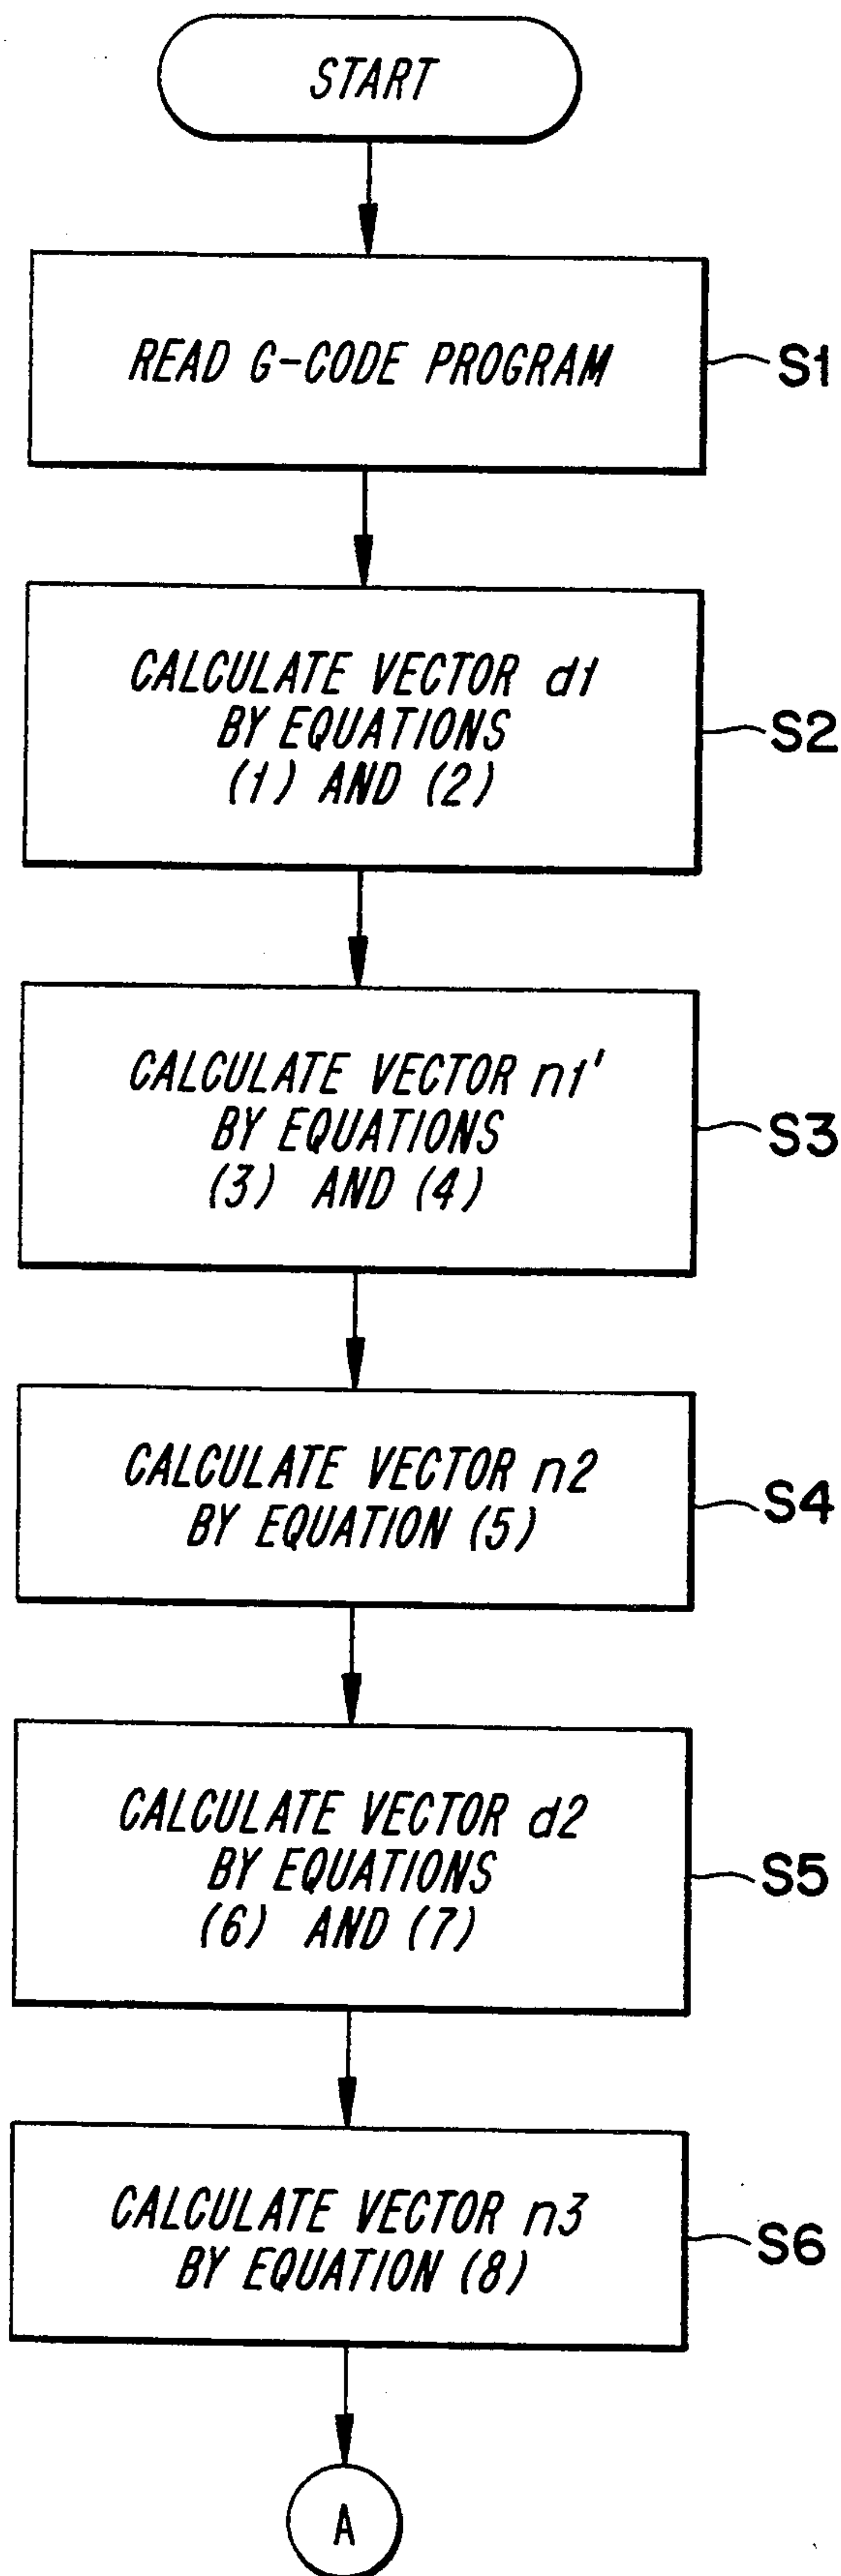 START
READ G-CODE PROGRAM
S1
CALCULATE VECTOR d1
BY EQUATIONS
(1) AND (2)
S2
CALCULATE VECTOR n1'
BY EQUATIONS
(3) AND (4)
S3
CALCULATE VECTOR n2
BY EQUATION (5)
S4
CALCULATE VECTOR d2
BY EQUATIONS
(6) AND (7)
S5
CALCULATE VECTOR n3
BY EQUATION (8)
S6
A